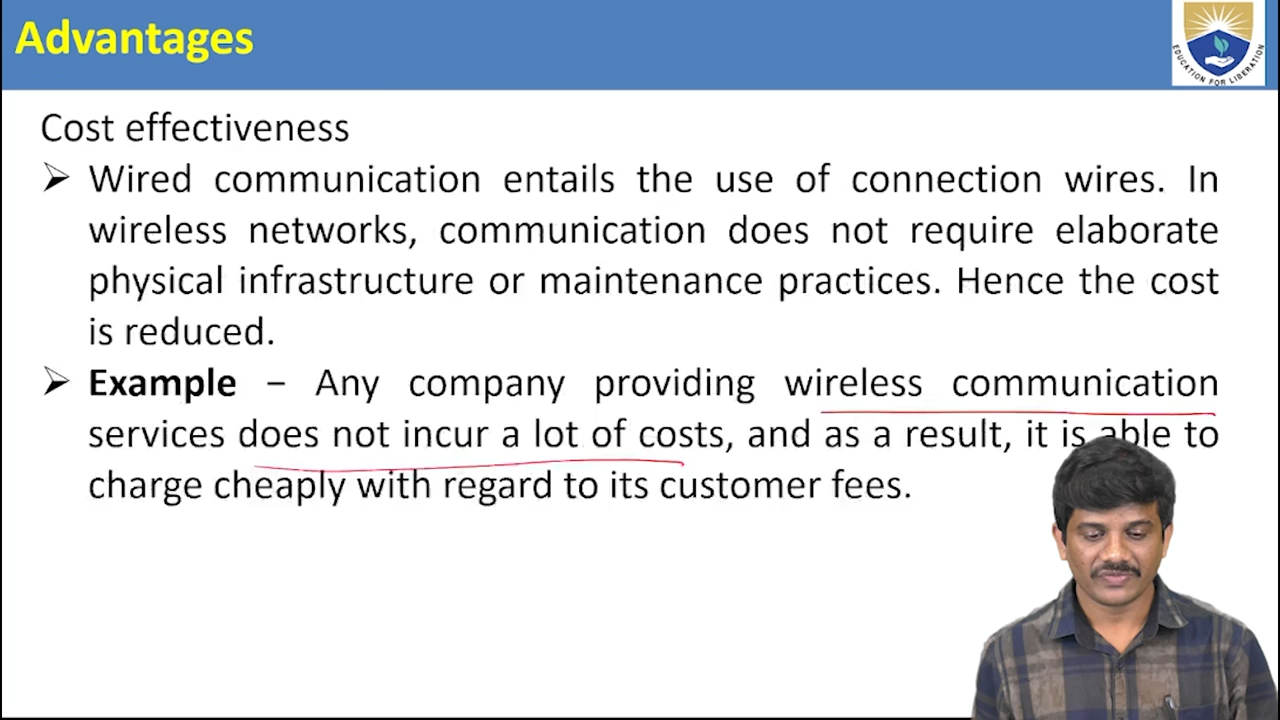 Advantages
EDUCATION FOR LIBERATION
Cost effectiveness
➢ Wired communication entails the use of connection wires. In
wireless networks, communication does not require elaborate
physical infrastructure or maintenance practices. Hence the cost
is reduced.
➢ Example − Any company providing wireless communication
services does not incur a lot of costs, and as a result, it is able to
charge cheaply with regard to its customer fees.